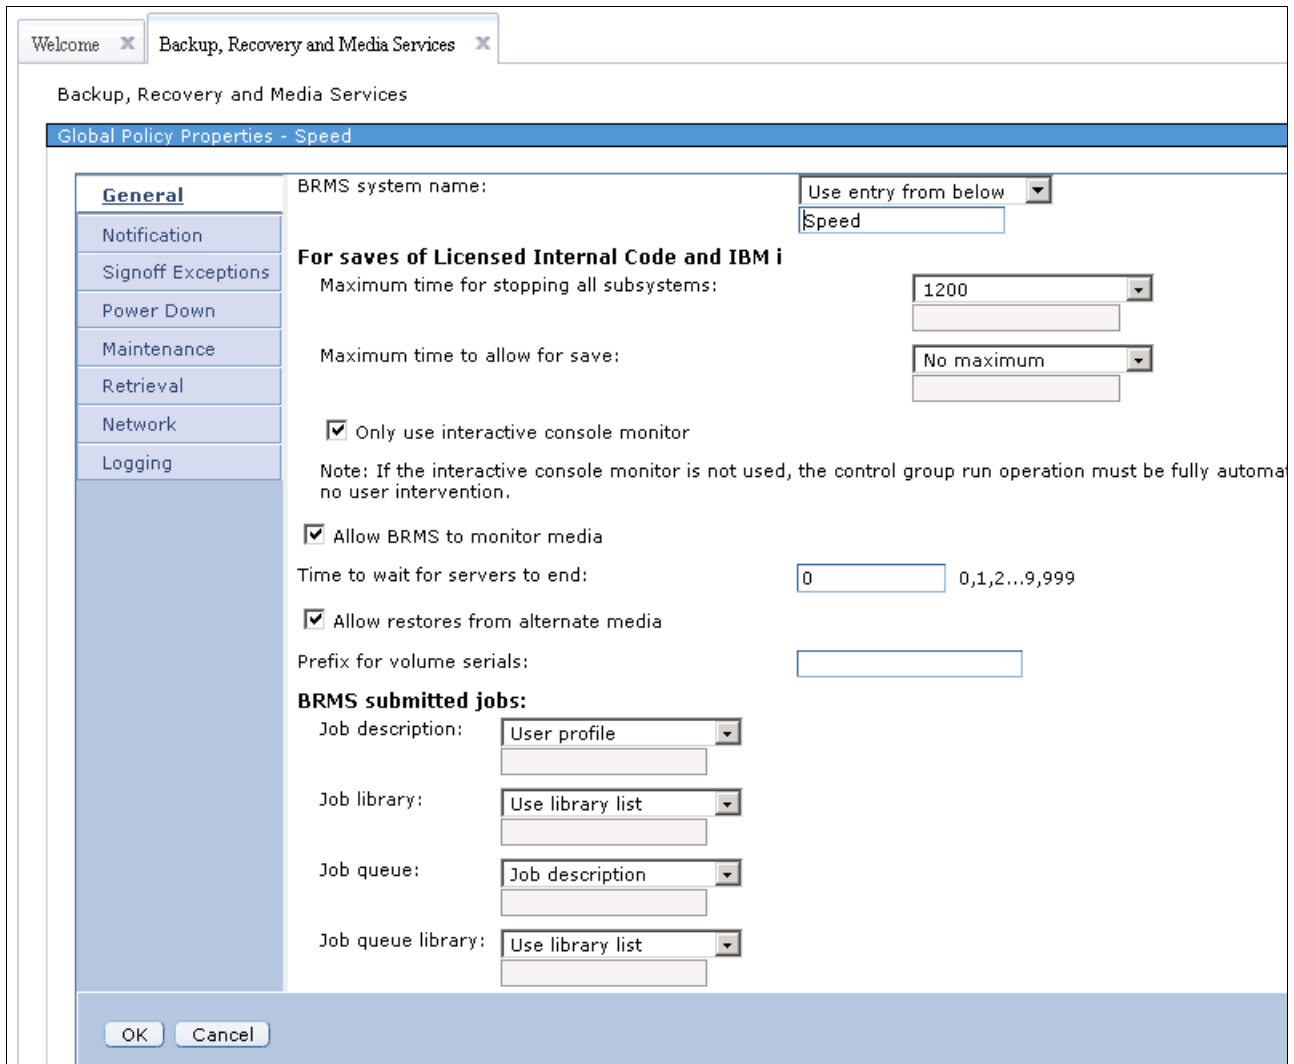 Welcome
Backup, Recovery and Media Services
Backup, Recovery and Media Services
Global Policy Properties - Speed
General
Notification
Signoff Exceptions
Power Down
Maintenance
Retrieval
Network
Logging
BRMS system name:
Use entry from below
Speed
For saves of Licensed Internal Code and IBM i
Maximum time for stopping all subsystems:
1200
Maximum time to allow for save:
No maximum
Only use interactive console monitor
Note: If the interactive console monitor is not used, the control group run operation must be fully automa
no user intervention.
Allow BRMS to monitor media
Time to wait for servers to end:
0
0,1,2...9,999
Allow restores from alternate media
Prefix for volume serials:
BRMS submitted jobs:
Job description:
User profile
Job library:
Use library list
Job queue:
Job description
Job queue library:
Use library list
OK
Cancel